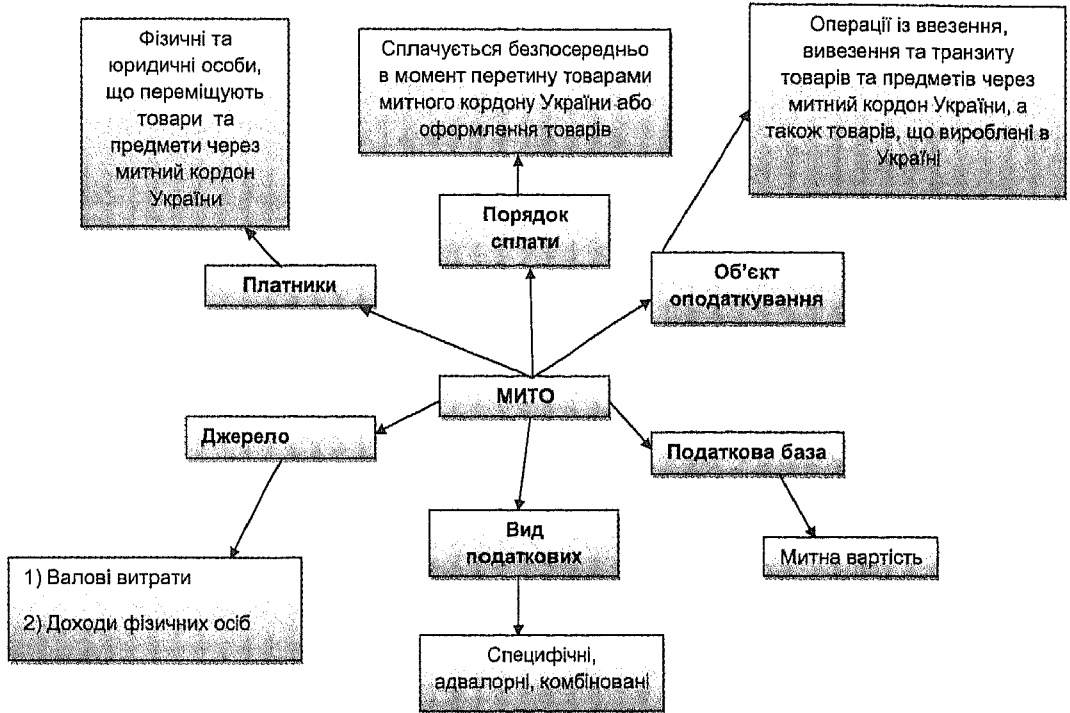 Фізичні та
юридичні особи,
що переміщують
товари та
предмети через
митний кордон
України
Сплачується безпосередньо
в момент перетину товарами
митного кордону України або
оформлення товарів
Операції із ввезення,
вивезення та транзиту
товарів та предметів через
митний кордон України, а
також товарів, що вироблені в
Україні
Порядок
сплати
Платники
Об'єкт
оподаткування
МИТО
Джерело
Податкова база
Вид
податкових
Митна вартість
1) Валові витрати
2) Доходи фізичних осіб
Специфічні,
адвалорні, комбіновані